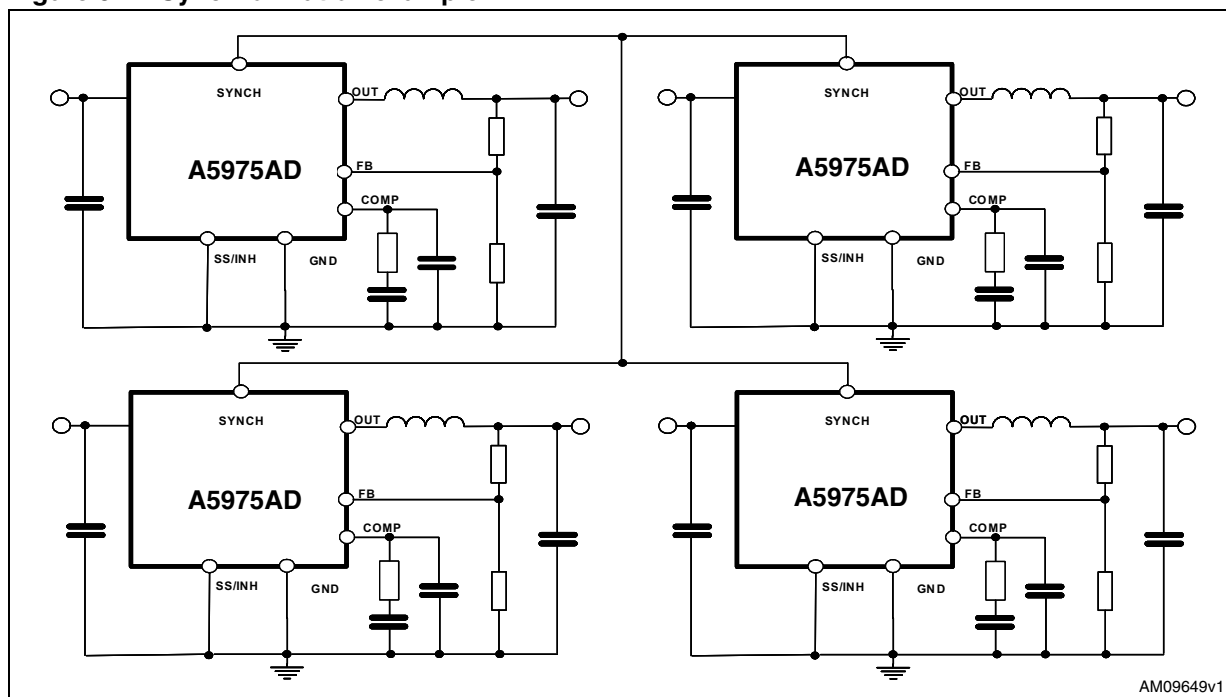 SYNCH
OUT
A5975AD
FB
COMP
SS/INH
GND
SYNCH
OUT
A5975AD
FB
COMP
SS/INH
GND
SYNCH
OUT
A5975AD
FB
COMP
SS/INH
GND
SYNCH
OUT
A5975AD
FB
COMP
SS/INH
GND
AM09649v1